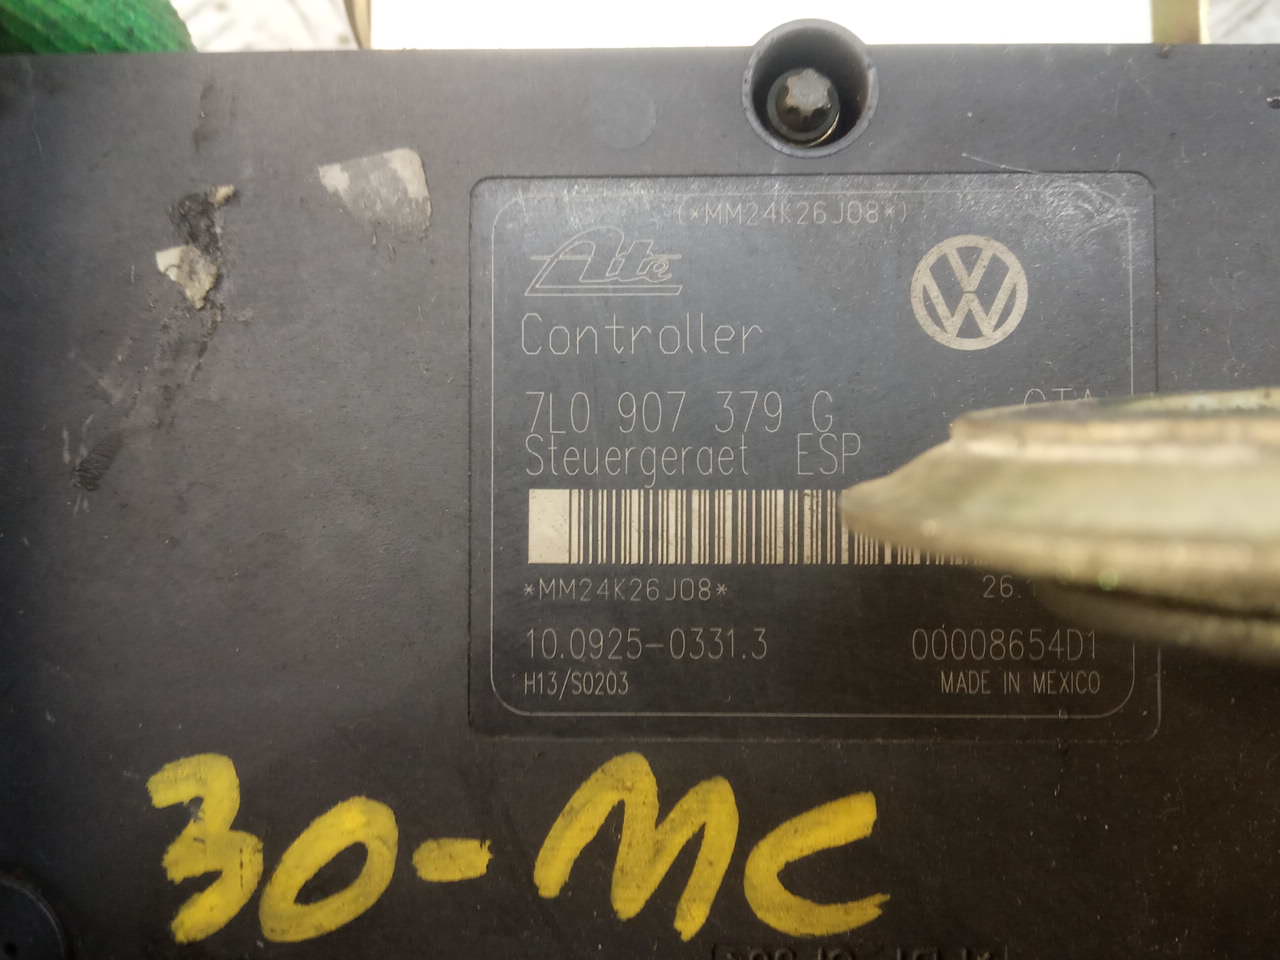 (*MM24K26J08*)
Ate
Controller
7L0 907 379 G
Steuergeraet ESP
*MM24K26J08* 26.
10.0925-0331.3 00008654D1
H13/S0203 MADE IN MEXICO
30-MC